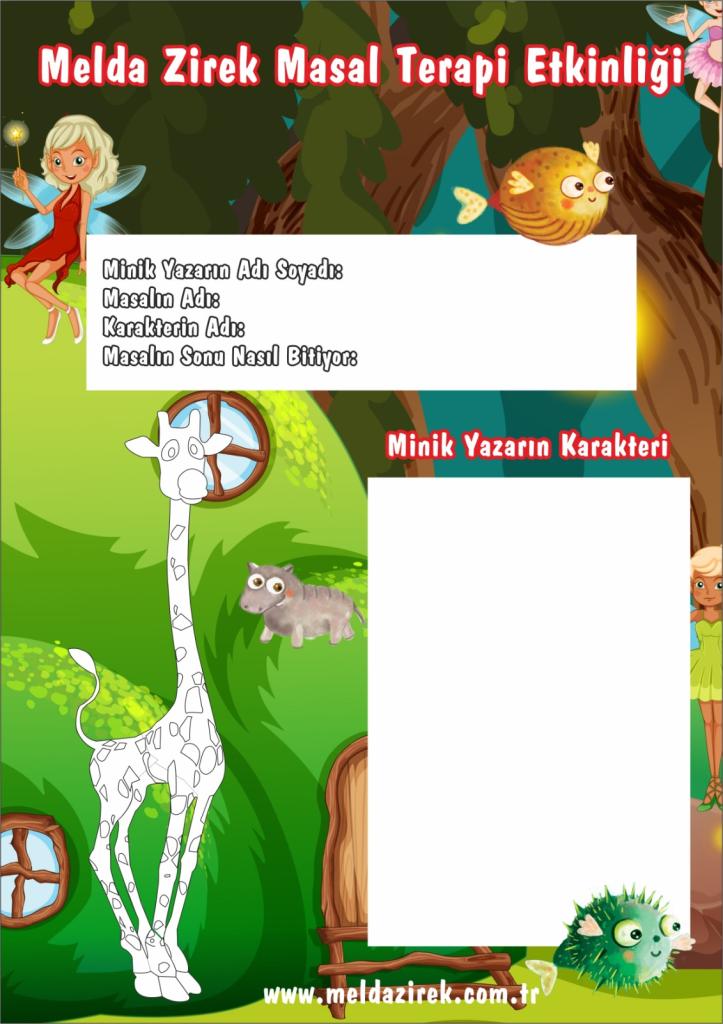 Melda Zirek Masal Terapi Etkinliği
Minik Yazarın Adı Soyadı:
Masalın Adı:
Karakterin Adı:
Masalın Sonu Nasıl Bitiyor:
Minik Yazarın Karakteri
www.meldazirek.com.tr